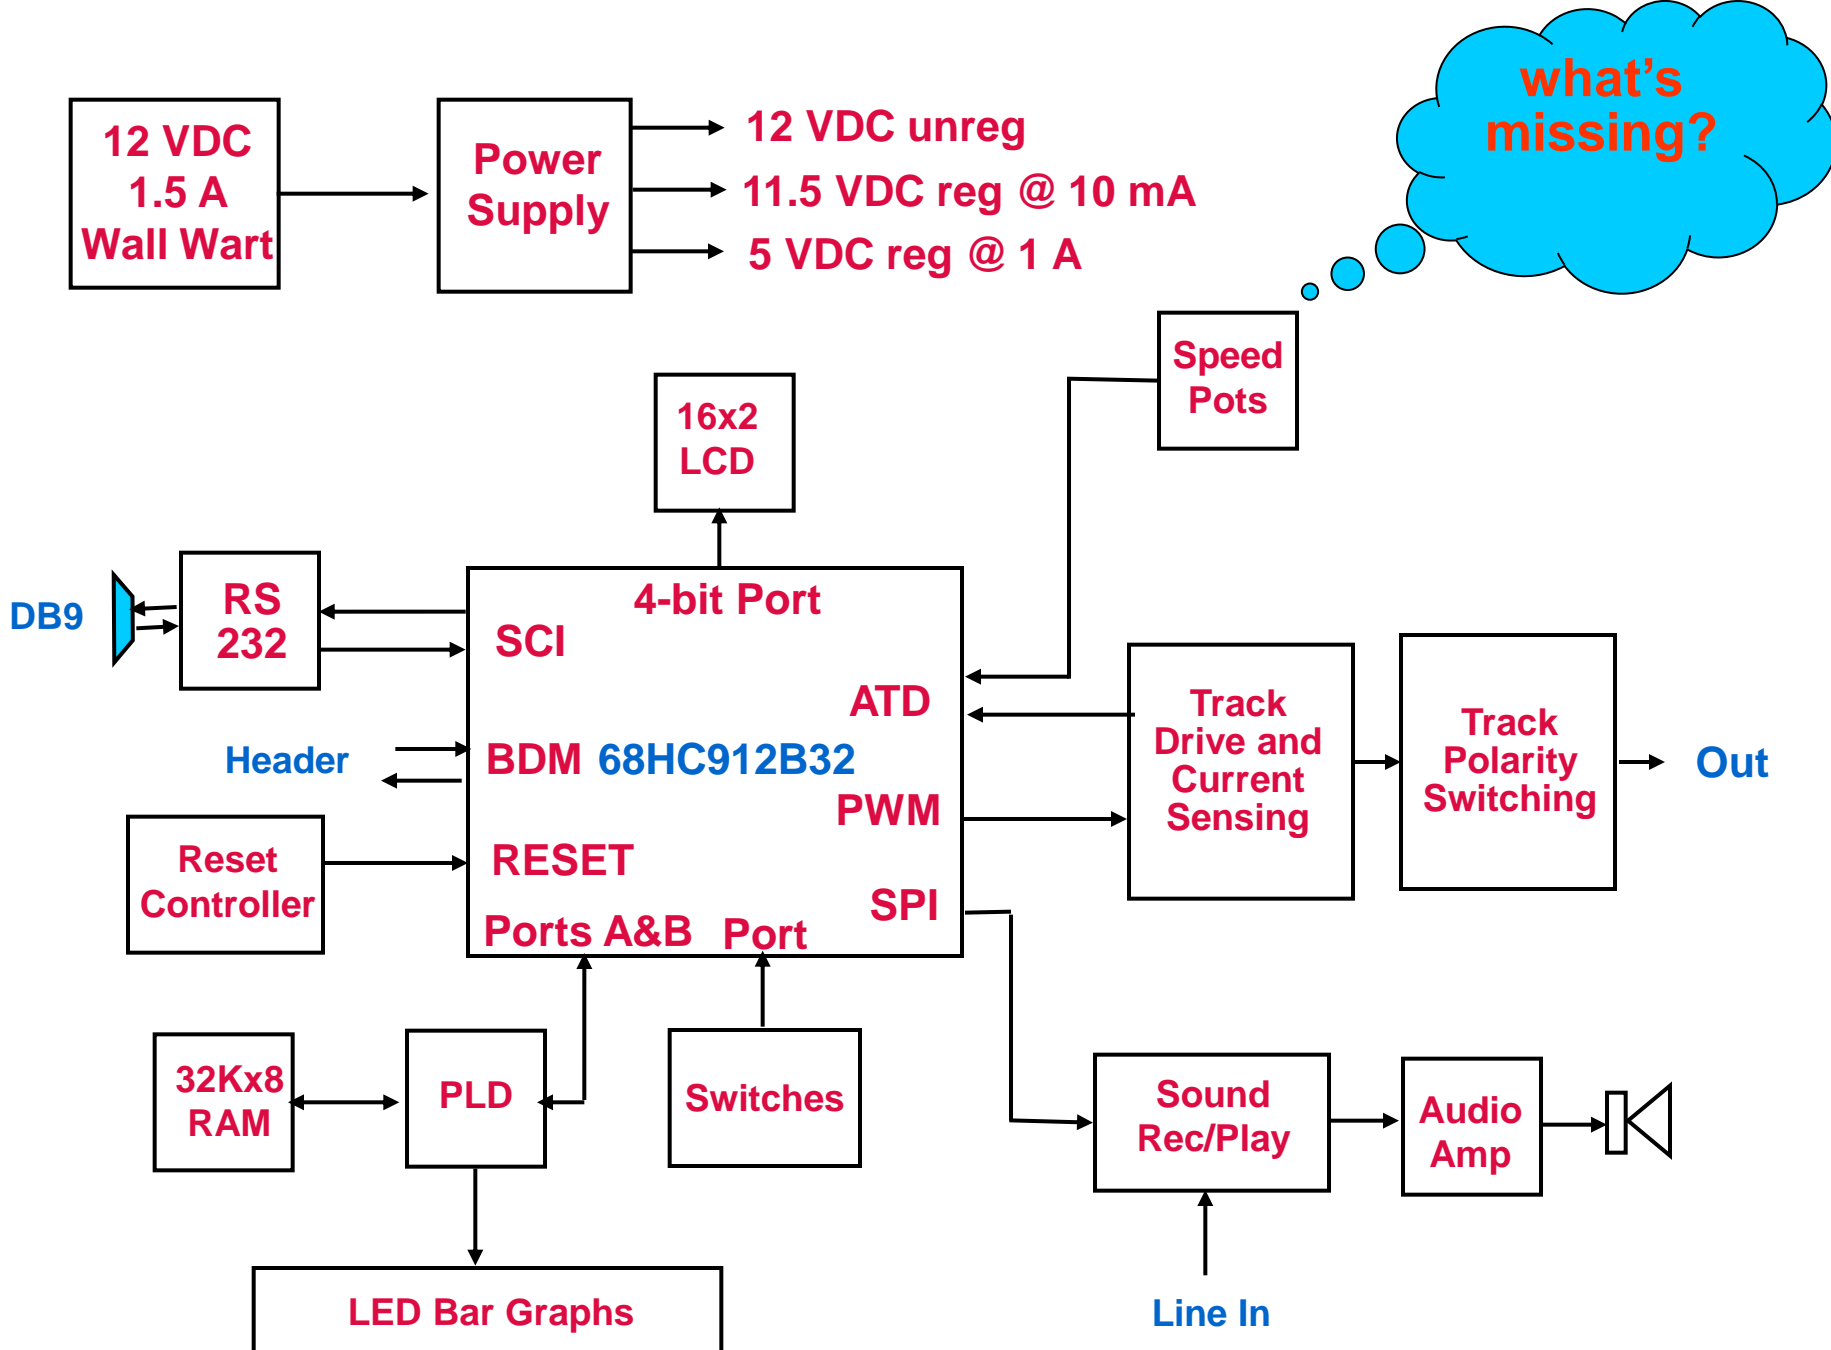 what's
missing?
12 VDC
1.5 A
Wall Wart
Power
Supply
12 VDC unreg
11.5 VDC reg @ 10 mA
5 VDC reg @ 1 A
Speed
Pots
16x2
LCD
DB9
RS
232
4-bit Port
SCI
ATD
Header
BDM 68HC912B32
PWM
RESET
SPI
Ports A&B Port
Track
Drive and
Current
Sensing
Track
Polarity
Switching
Out
Reset
Controller
32Kx8
RAM
PLD
Switches
Sound
Rec/Play
Audio
Amp
LED Bar Graphs
Line In